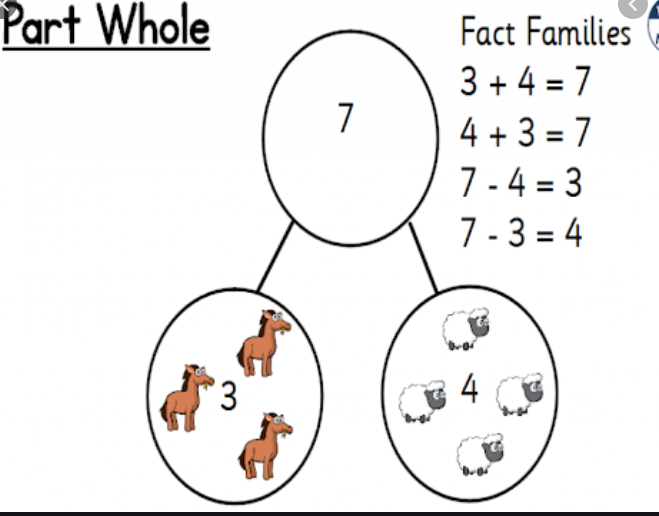 Part Whole
Fact Families
3 + 4 = 7
4 + 3 = 7
7 - 4 = 3
7 - 3 = 4
7
3
4